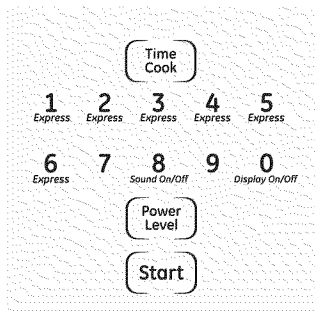 Time
Cook
1 2 3 4 5
Express Express Express Express Express
6 7 8 9 0
Express Sound On/Off Display On/Off
Power
Level
Start